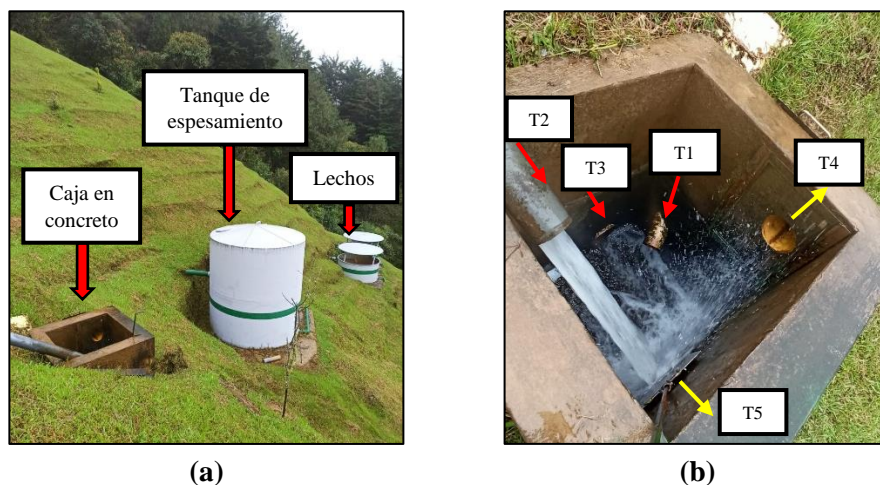 Tanque de
espesamiento
Lechos
Caja en
concreto
T2
T3
T1
T4
T5
(a)
(b)